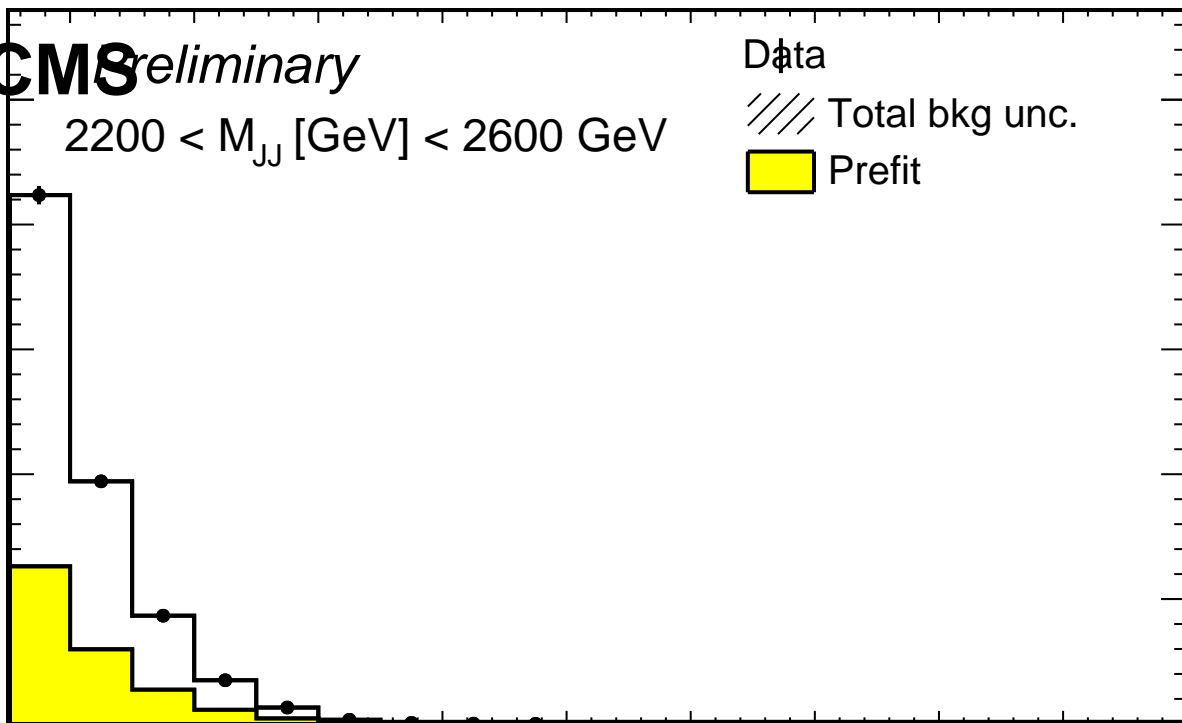 CMS Preliminary
2200 < M_JJ [GeV] < 2600 GeV
Data
Total bkg unc.
Prefit